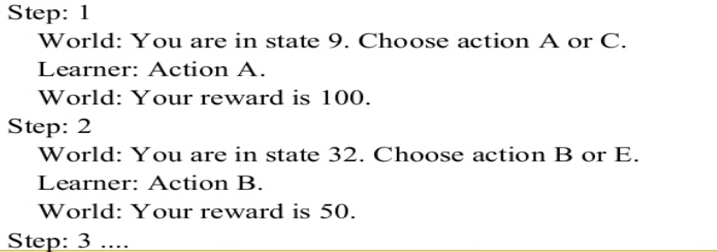 Step: 1
World: You are in state 9. Choose action A or C.
Learner: Action A.
World: Your reward is 100.
Step: 2
World: You are in state 32. Choose action B or E.
Learner: Action B.
World: Your reward is 50.
Step: 3 ....